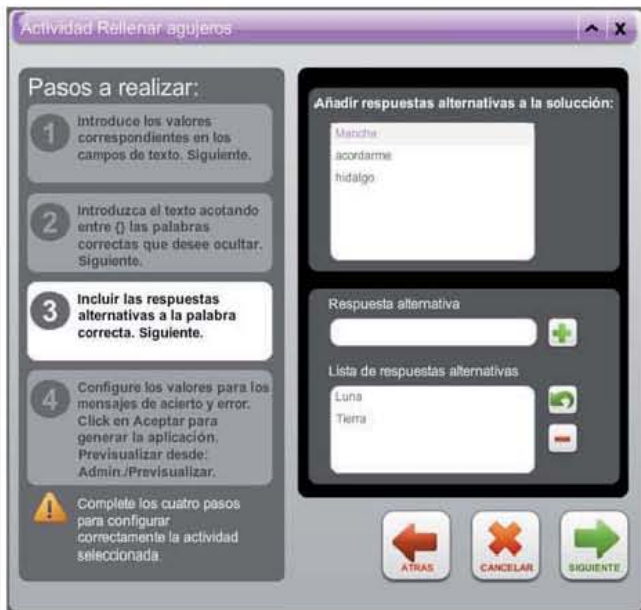 Actividad Rellenar agujeros
X
Pasos a realizar:
1
Introduce los valores
correspondientes en los
campos de texto. Siguiente.
2
Introduzca el texto acotando
entre {} las palabras
correctas que desee ocultar.
Siguiente.
3
Incluir las respuestas
alternativas a la palabra
correcta. Siguiente.
4
Configure los valores para los
mensajes de acierto y error.
Click en Aceptar para
generar la aplicación.
Previsualizar desde:
Admin./Previsualizar.
Complete los cuatro pasos
para configurar
correctamente la actividad
seleccionada.
Añadir respuestas alternativas a la solucción:
Mancha
acordarme
hidalgo
Respuesta alternativa
Lista de respuestas alternativas
Luna
Tierra
ATRAS
CANCELAR
SIGUIENTE